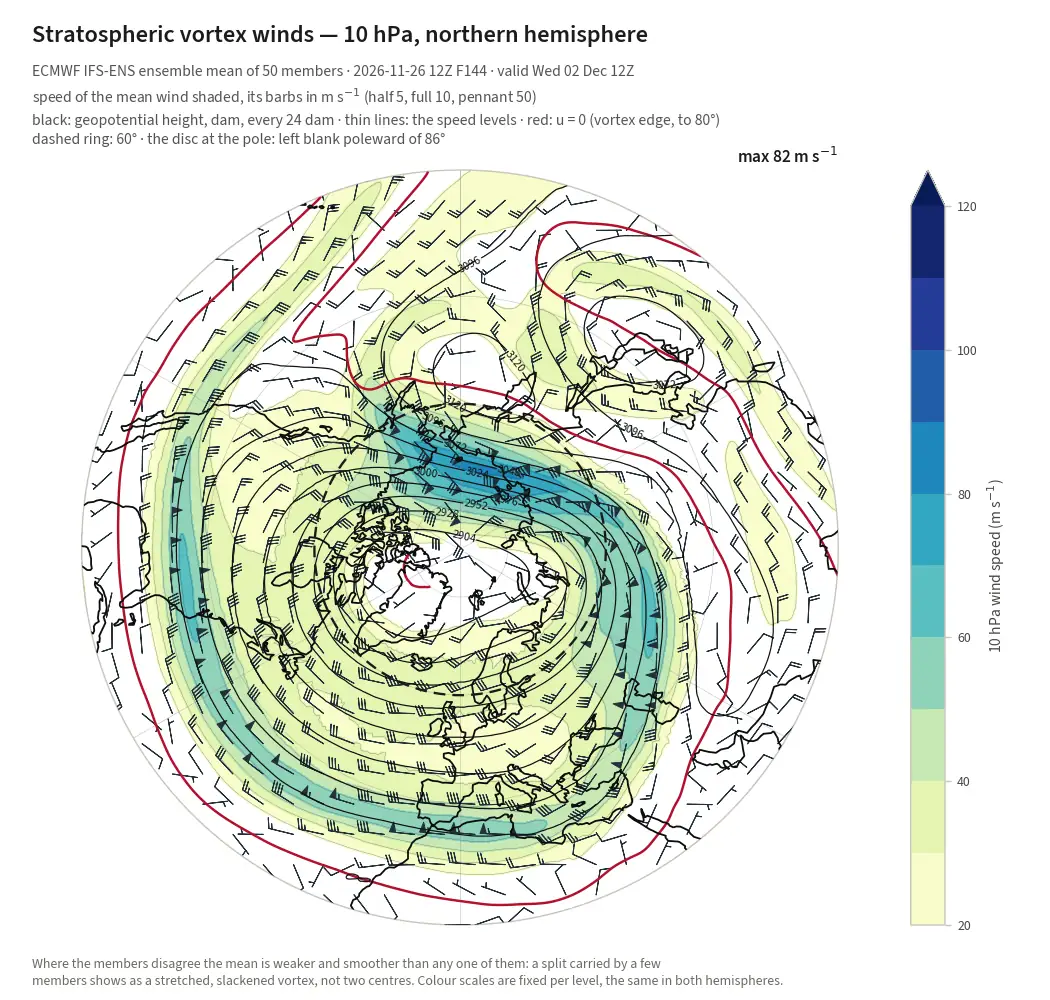 Stratospheric vortex winds — 10 hPa, northern hemisphere
ECMWF IFS-ENS ensemble mean of 50 members · 2026-11-26 12Z F144 · valid Wed 02 Dec 12Z
speed of the mean wind shaded, its barbs in m s−1 (half 5, full 10, pennant 50)
black: geopotential height, dam, every 24 dam · thin lines: the speed levels · red: u = 0 (vortex edge, to 80°)
dashed ring: 60° · the disc at the pole: left blank poleward of 86°
max 82 m s−1
120
100
80
60
40
20
10 hPa wind speed (m s−1)
3096
3120
3096
3000
3024
2952
2928
2904
Where the members disagree the mean is weaker and smoother than any one of them: a split carried by a few
members shows as a stretched, slackened vortex, not two centres. Colour scales are fixed per level, the same in both hemispheres.